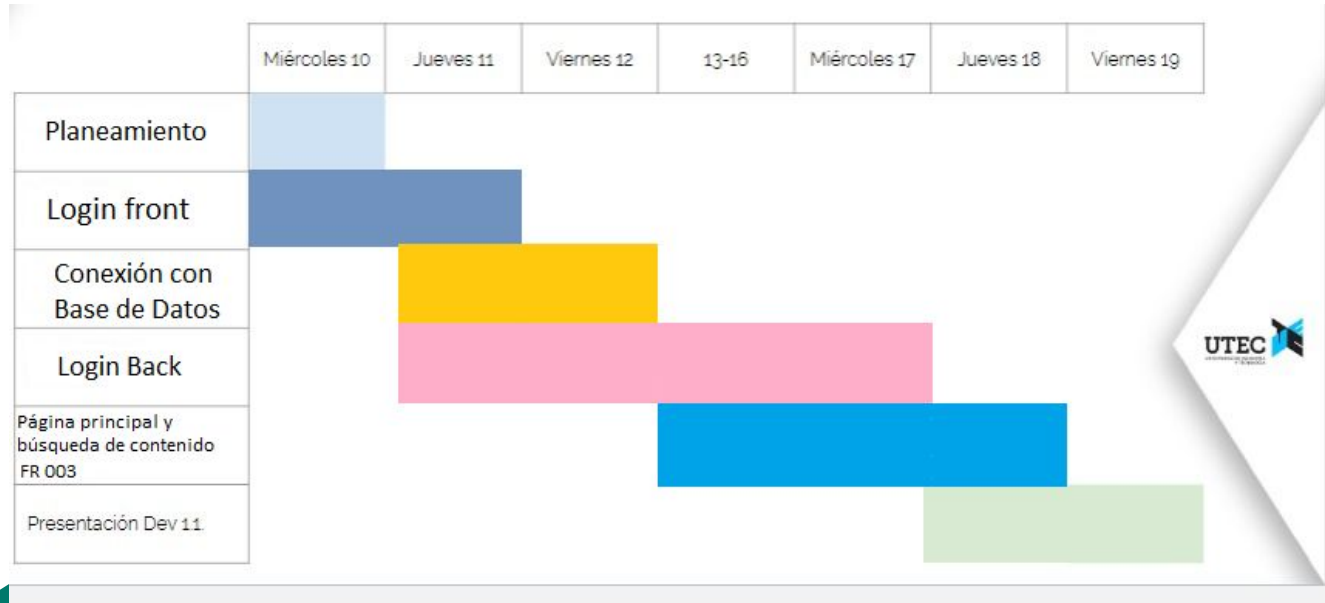 Miércoles 10
Jueves 11
Viernes 12
13-16
Miércoles 17
Jueves 18
Viernes 19
Planeamiento
Login front
Conexión con
Base de Datos
Login Back
Página principal y
búsqueda de contenido
FR 003
Presentación Dev 11.
UTEC